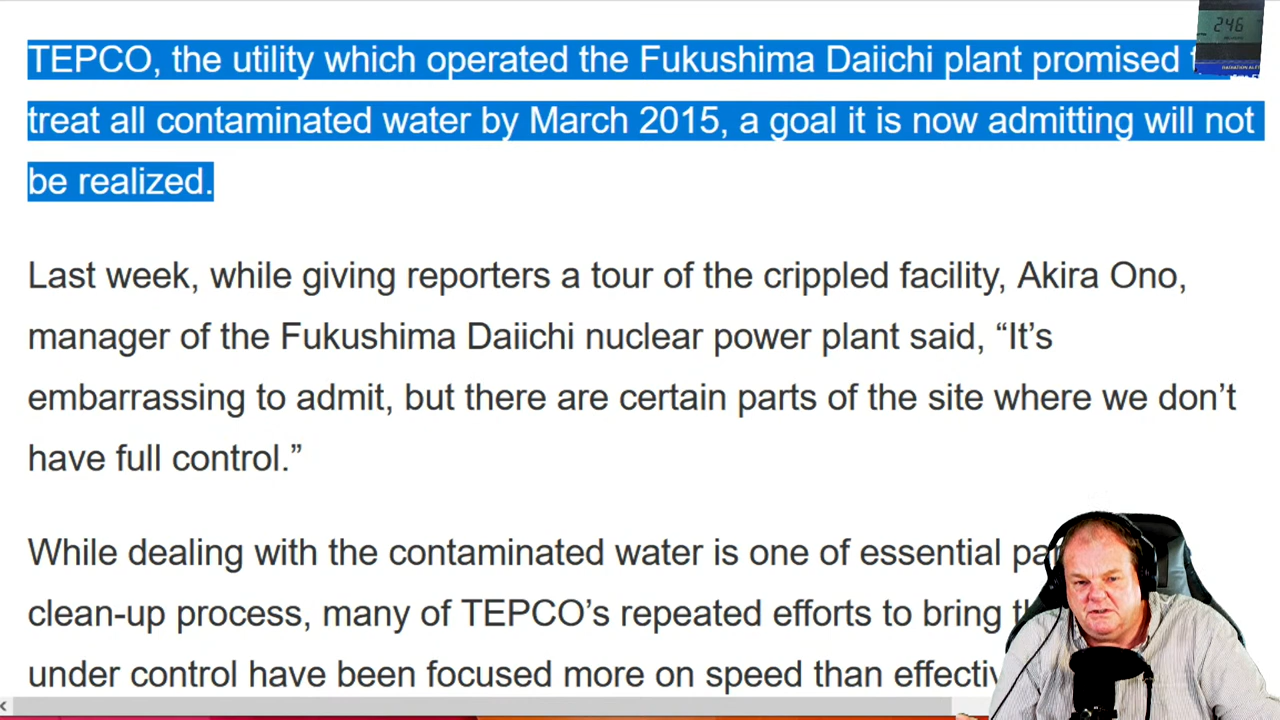 246
RADIATION ALERT
TEPCO, the utility which operated the Fukushima Daiichi plant promised
treat all contaminated water by March 2015, a goal it is now admitting will not
be realized.
Last week, while giving reporters a tour of the crippled facility, Akira Ono,
manager of the Fukushima Daiichi nuclear power plant said, “It’s
embarrassing to admit, but there are certain parts of the site where we don’t
have full control.”
While dealing with the contaminated water is one of essential
clean-up process, many of TEPCO’s repeated efforts to bring
under control have been focused more on speed than